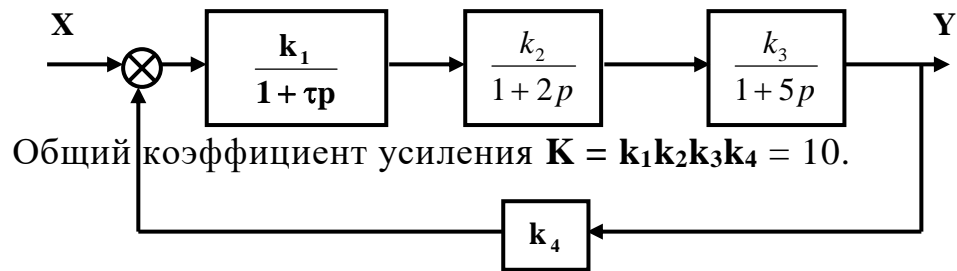 X
Y
k₁
1 + τp
k₂
1 + 2p
k₃
1 + 5p
Общий коэффициент усиления K = k₁k₂k₃k₄ = 10.
k₄